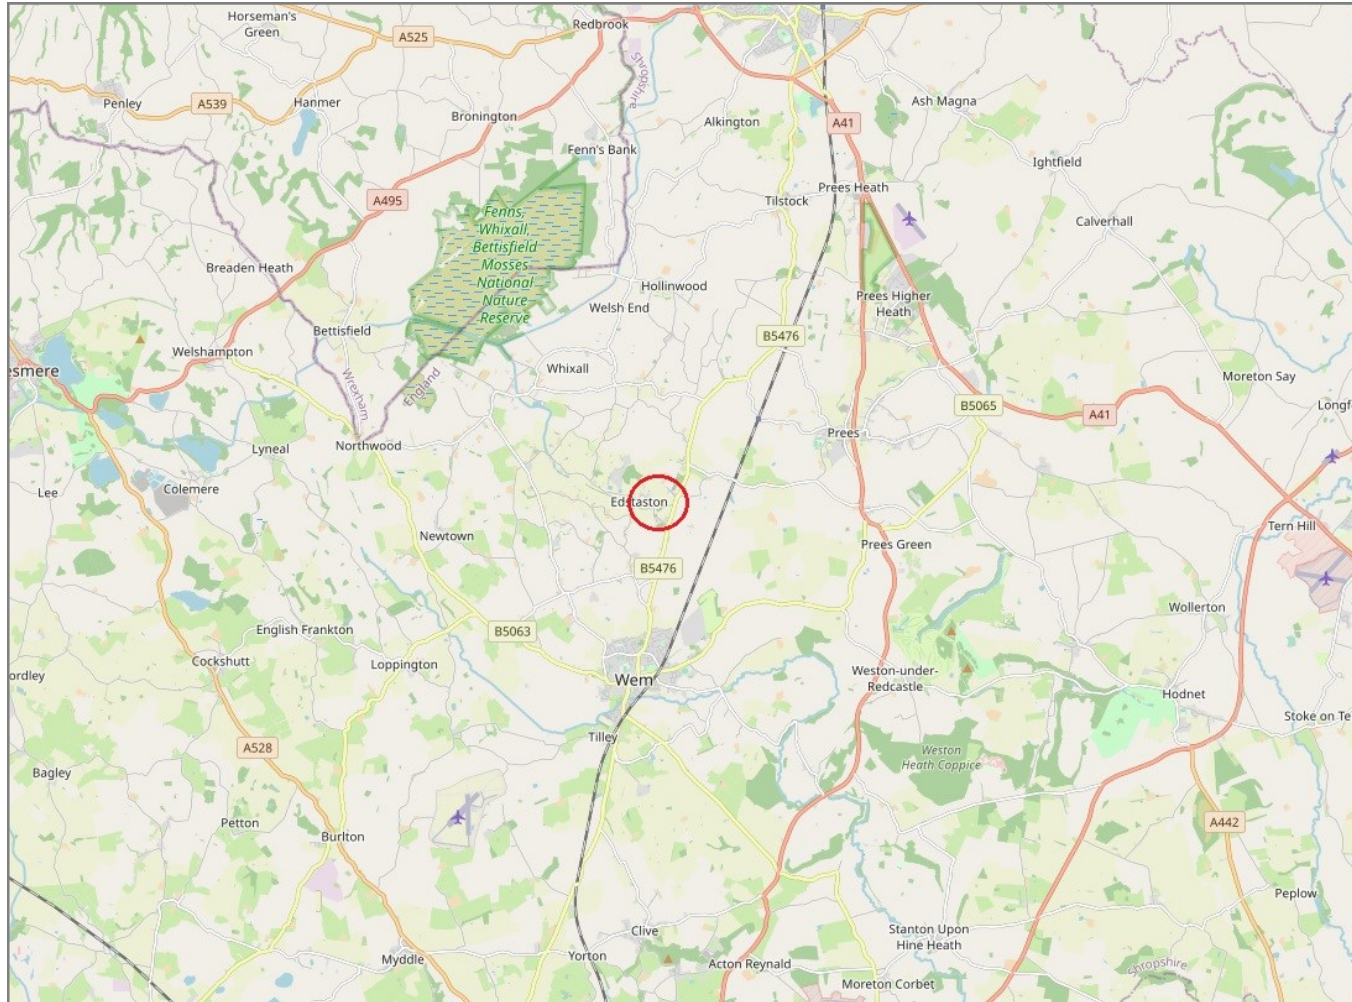 Horseman's
Green
Redbrook
A525
Shropshire
Penley
A539
Hanmer
Bronington
Alkington
A41
Ash Magna
Fenn's Bank
Ightfield
A495
Prees Heath
Tilstock
Fenns,
Whixall,
Bettisfield
Mosses
National
Nature
Reserve
Calverhall
Breaden Heath
Hollinwood
Prees Higher
Heath
Welsh End
Bettisfield
B5476
Welshampton
Whixall
esmere
Wrexham
England
Moreton Say
B5065
A41
Longf
Northwood
Lyneal
Prees
Lee
Colemere
Edstaston
Tern Hill
Newtown
Prees Green
B5476
Wollerton
English Frankton
B5063
Cockshutt
Loppington
ordley
Wem
Weston-under-
Redcastle
Hodnet
Stoke on Te
Tilley
A528
Weston
Heath Coppice
Bagley
Petton
Burlton
A442
Peplow
Clive
Stanton Upon
Hine Heath
Myddle
Yorton
Acton Reynald
Shropshire
Moreton Corbet